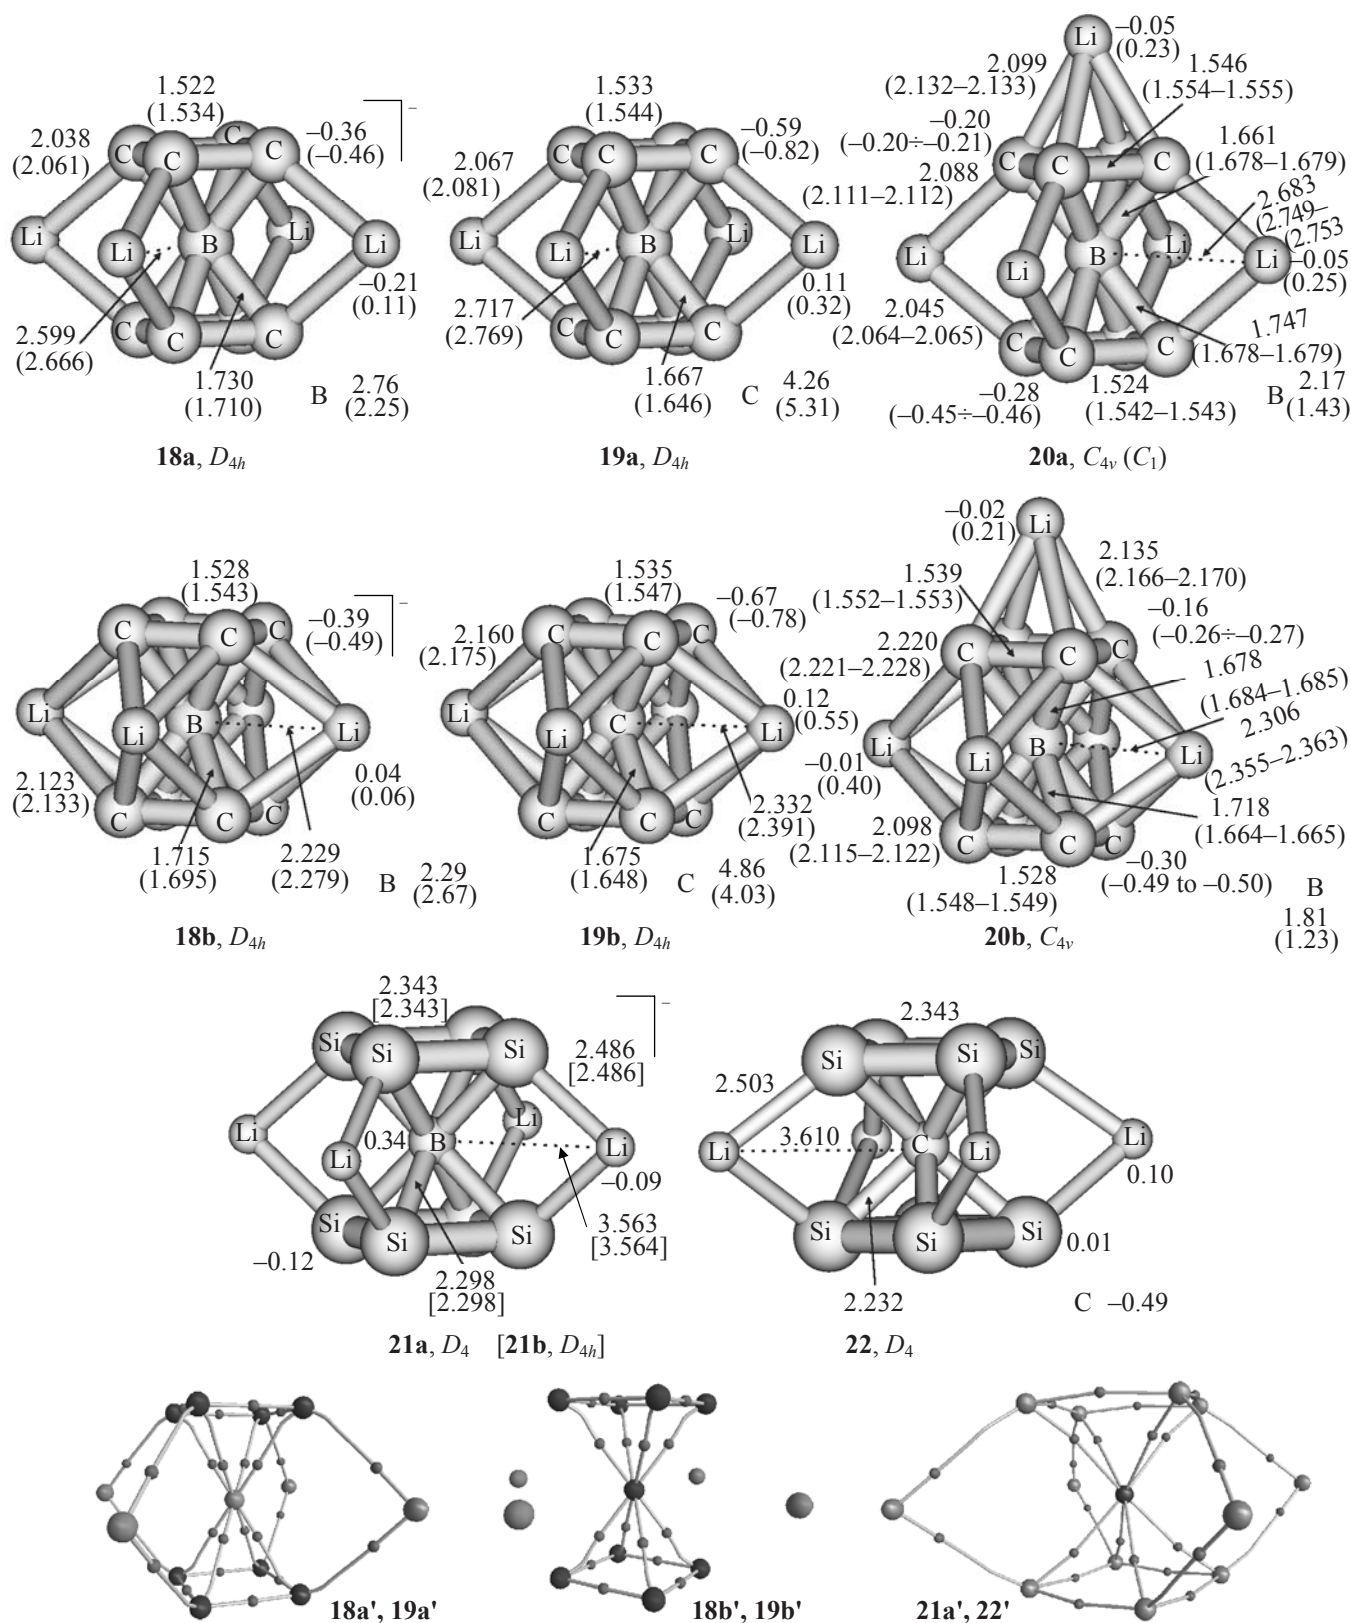 1.522
(1.534)
2.038
(2.061)
−0.36
(−0.46)
−
C
C
C
C
Li
Li
B
Li
Li
−0.21
(0.11)
2.599
(2.666)
C
C
C
1.730
(1.710)
B 2.76
(2.25)
18a, D4h
1.533
(1.544)
2.067
(2.081)
−0.59
(−0.82)
C
C
C
Li
Li
B
Li
Li
0.11
(0.32)
2.717
(2.769)
C
C
C
1.667
(1.646)
C 4.26
(5.31)
19a, D4h
Li
−0.05
(0.23)
2.099
(2.132–2.133)
1.546
(1.554–1.555)
−0.20
(−0.20÷−0.21)
1.661
(1.678–1.679)
2.088
(2.111–2.112)
2.683
(2.749–
2.753
C
C
C
Li
Li
B
Li
Li
−0.05
(0.25)
2.045
(2.064–2.065)
1.747
(1.678–1.679)
C
C
C
−0.28
(−0.45÷−0.46)
1.524
(1.542–1.543)
B 2.17
(1.43)
20a, C4v (C1)
1.528
(1.543)
−0.39
(−0.49)
−
C
C
C
Li
Li
B
Li
2.123
(2.133)
0.04
(0.06)
C
C
C
1.715
(1.695)
2.229
(2.279)
B 2.29
(2.67)
18b, D4h
1.535
(1.547)
2.160
(2.175)
−0.67
(−0.78)
C
C
C
Li
Li
C
Li
0.12
(0.55)
2.332
(2.391)
C
C
C
1.675
(1.648)
C 4.86
(4.03)
19b, D4h
−0.02
(0.21)
Li
2.135
(2.166–2.170)
1.539
(1.552–1.553)
−0.16
(−0.26÷−0.27)
2.220
(2.221–2.228)
1.678
(1.684–1.685)
C
C
C
2.306
(2.355–2.363)
Li
Li
B
Li
−0.01
(0.40)
2.098
(2.115–2.122)
1.718
(1.664–1.665)
C
C
C
1.528
(1.548–1.549)
−0.30
(−0.49 to −0.50)
B
1.81
(1.23)
20b, C4v
2.343
[2.343]
−
Si
Si
Si
2.486
[2.486]
Li
Li
0.34
B
Li
Li
−0.09
3.563
[3.564]
Si
Si
Si
−0.12
2.298
[2.298]
21a, D4 [21b, D4h]
2.343
Si
Si
Si
2.503
Li
3.610
C
Li
Li
0.10
Si
Si
Si
0.01
2.232
C −0.49
22, D4
18a', 19a'
18b', 19b'
21a', 22'